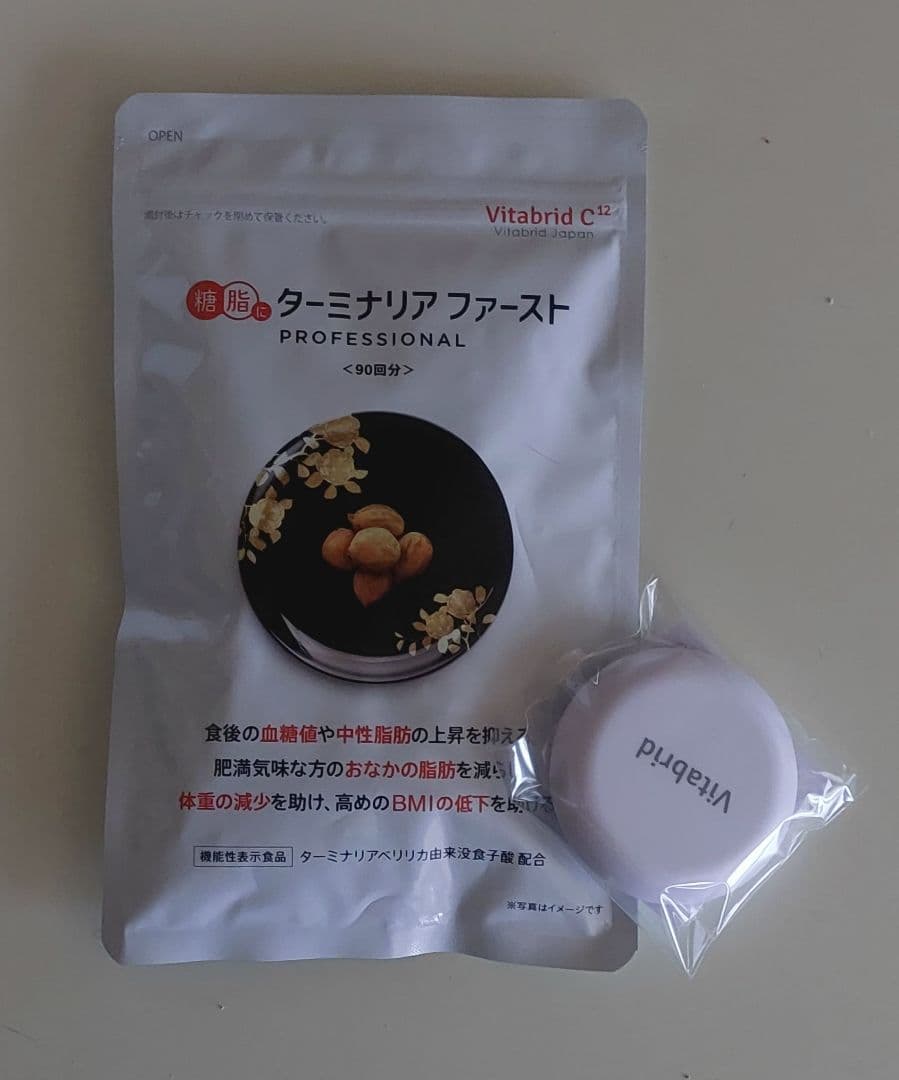 OPEN
開封後はチャックを閉めて保管ください。
Vitabrid C¹²
Vitabrid Japan
糖脂に ターミナリア ファースト
PROFESSIONAL
＜90回分＞
食後の血糖値や中性脂肪の上昇を抑え
肥満気味な方のおなかの脂肪を減ら
体重の減少を助け、高めのBMIの低下を助ける
機能性表示食品 ターミナリアベリリカ由来没食子酸 配合
※写真はイメージです
Vitabrid